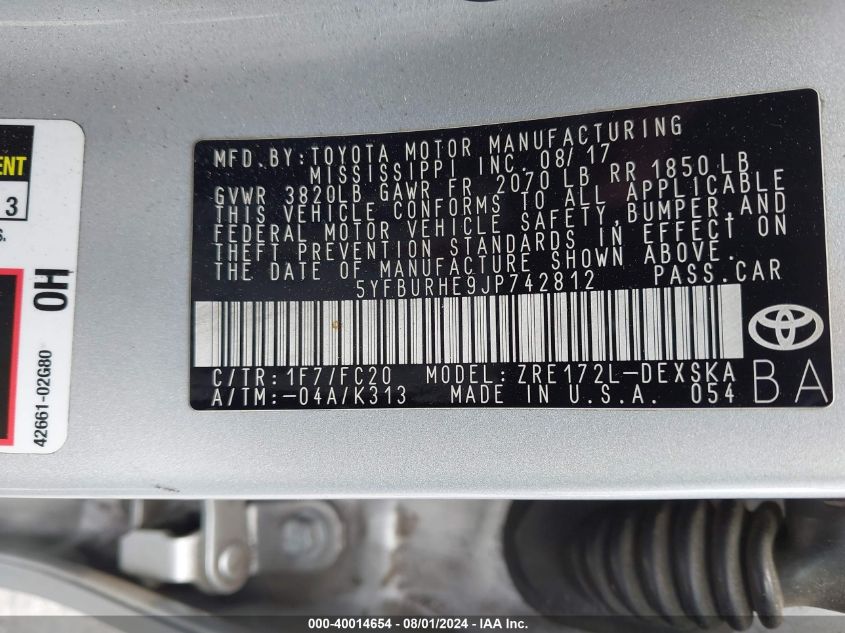 ENT
13
S.
OH
42661-02G80
MFD. BY: TOYOTA MOTOR MANUFACTURING
MISSISSIPPI INC. 08/17
GVWR 3820LB GAWR FR 2070 LB RR 1850 LB
THIS VEHICLE CONFORMS TO ALL APPLICABLE
FEDERAL MOTOR VEHICLE SAFETY, BUMPER, AND
THEFT PREVENTION STANDARDS IN EFFECT ON
THE DATE OF MANUFACTURE SHOWN ABOVE.
5YFBURHE9JP742812 PASS. CAR
C/TR: 1F7/FC20 MODEL: ZRE172L-DEXSKA
A/TM: -04A/K313 MADE IN U.S.A. 054
BA
000-40014654 - 08/01/2024 - IAA Inc.